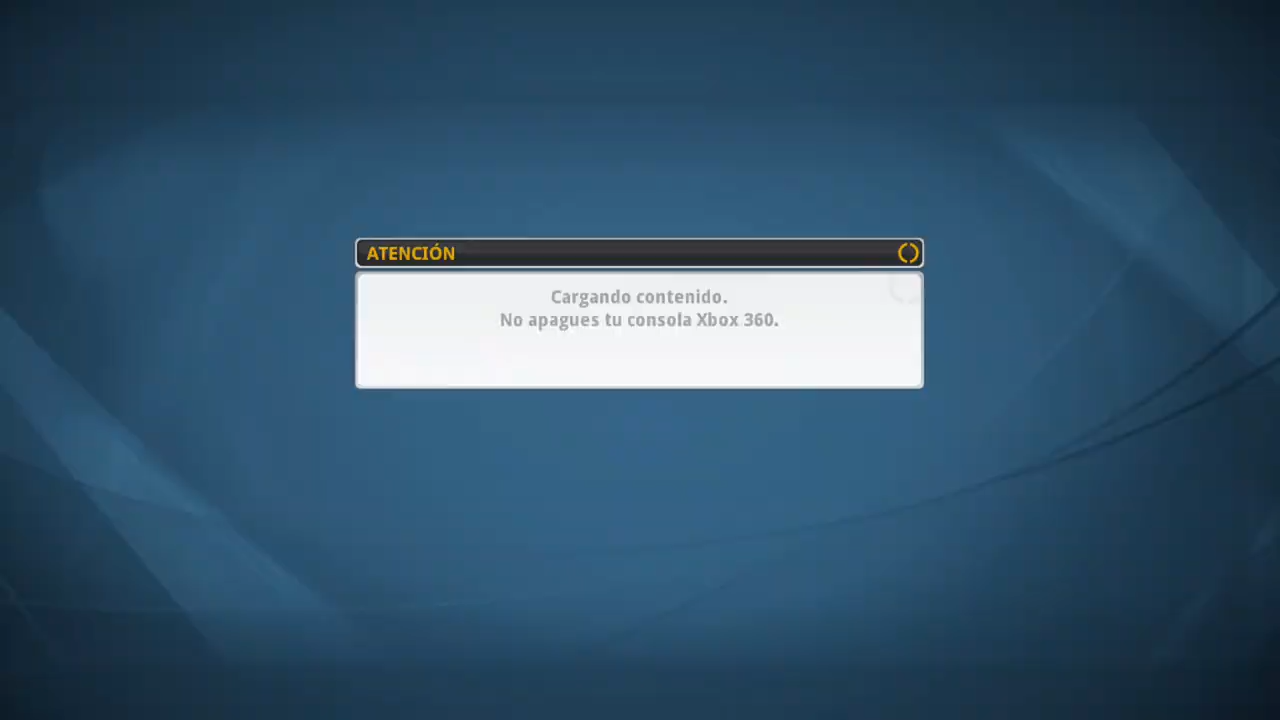 ATENCIÓN
Cargando contenido.
No apagues tu consola Xbox 360.